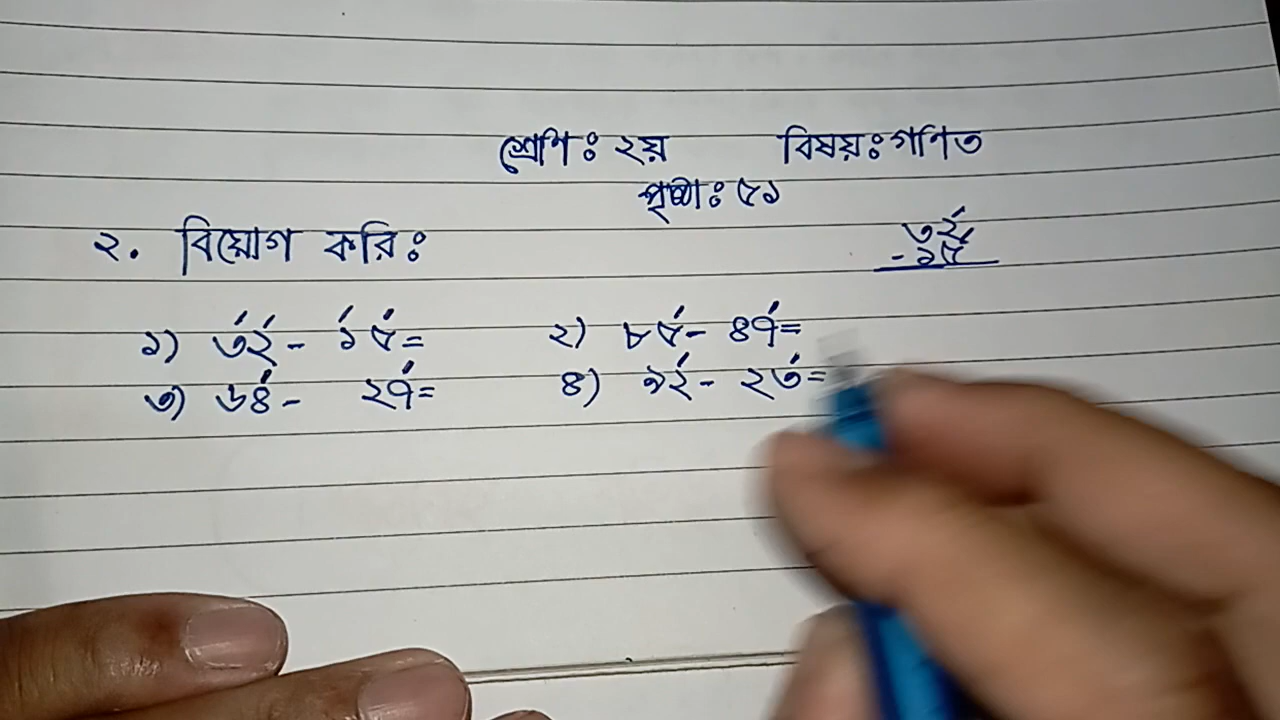 শ্রেণি: ২য় বিষয়: গণিত
পৃষ্ঠা: ৫১
২. বিয়োগ করি:
৩২
- ১৫
১) ৩২ - ১৫ =
২) ৮৫ - ৪৭ =
৩) ৬৪ - ২৭ =
৪) ৯২ - ২৩ =